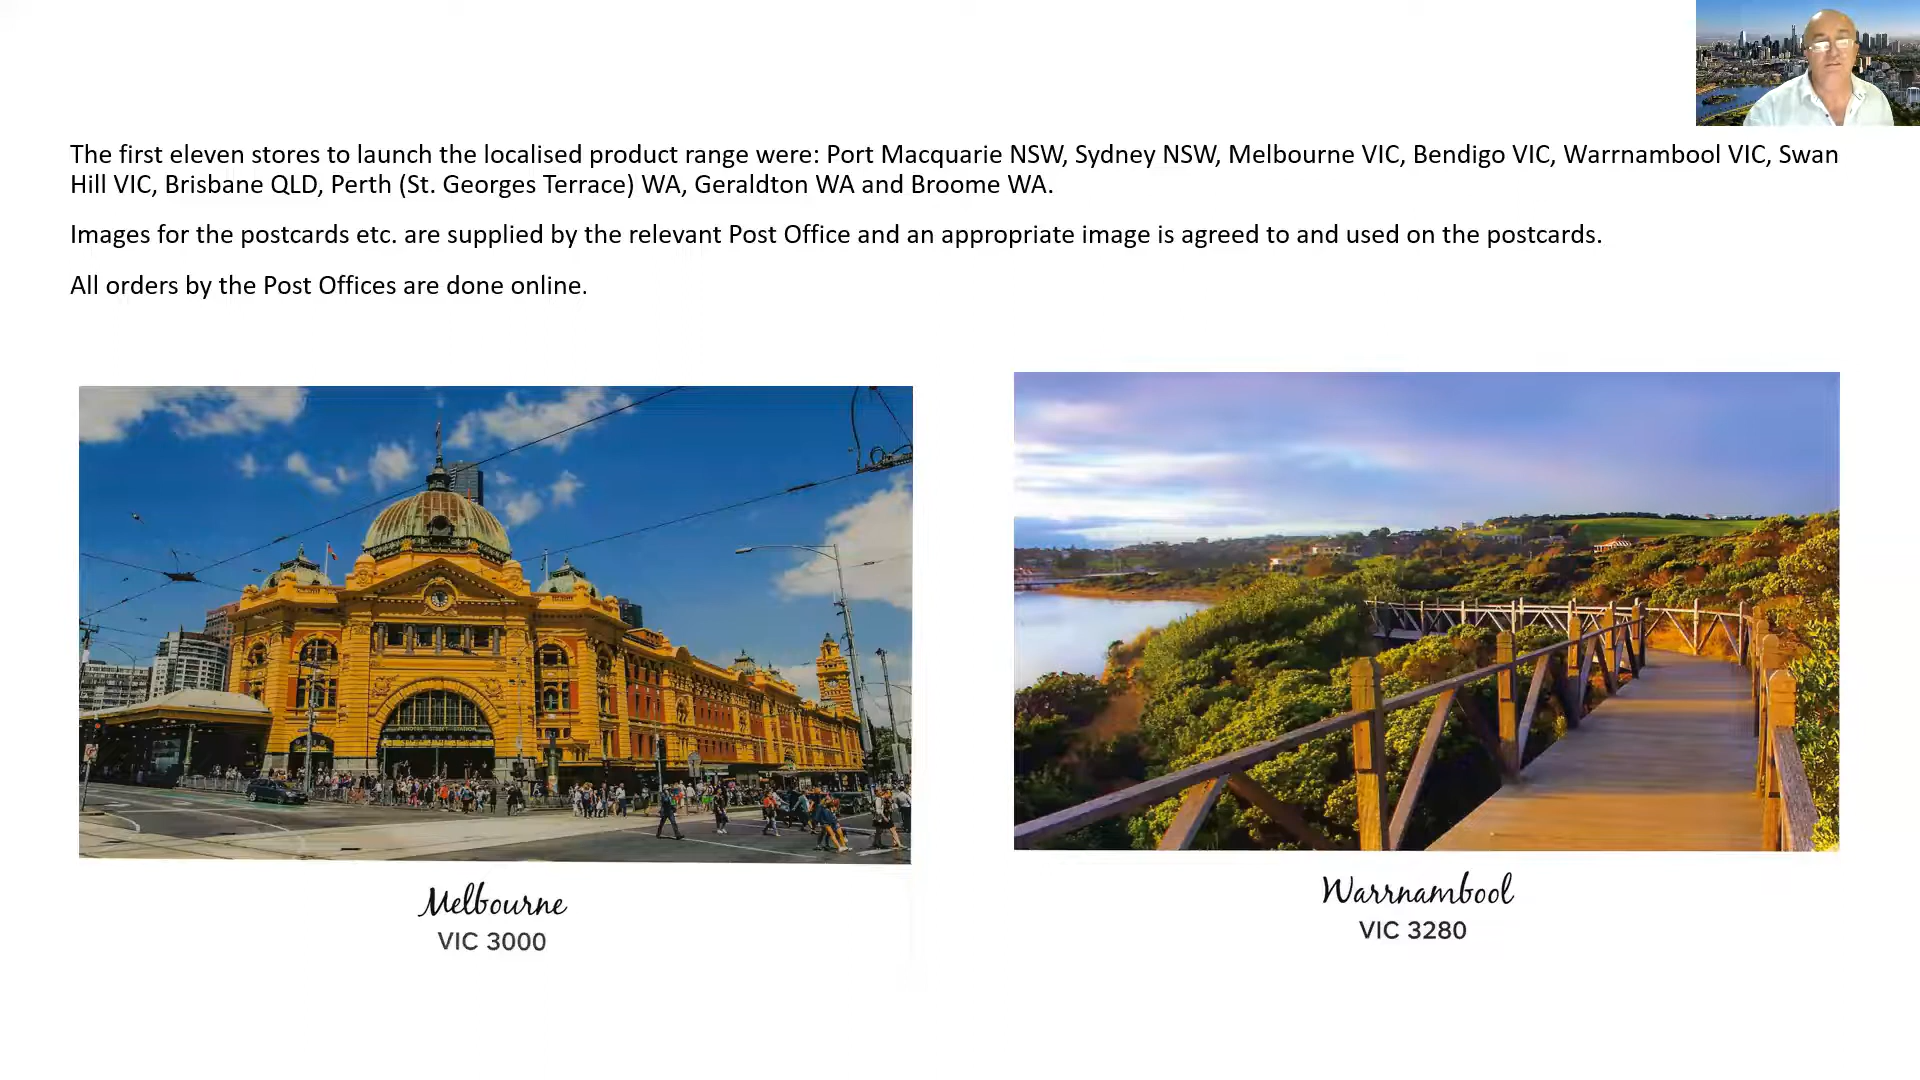 The first eleven stores to launch the localised product range were: Port Macquarie NSW, Sydney NSW, Melbourne VIC, Bendigo VIC, Warrnambool VIC, Swan
Hill VIC, Brisbane QLD, Perth (St. Georges Terrace) WA, Geraldton WA and Broome WA.
Images for the postcards etc. are supplied by the relevant Post Office and an appropriate image is agreed to and used on the postcards.
All orders by the Post Offices are done online.
FLINDERS STREET STATION
Melbourne
VIC 3000
Warrnambool
VIC 3280